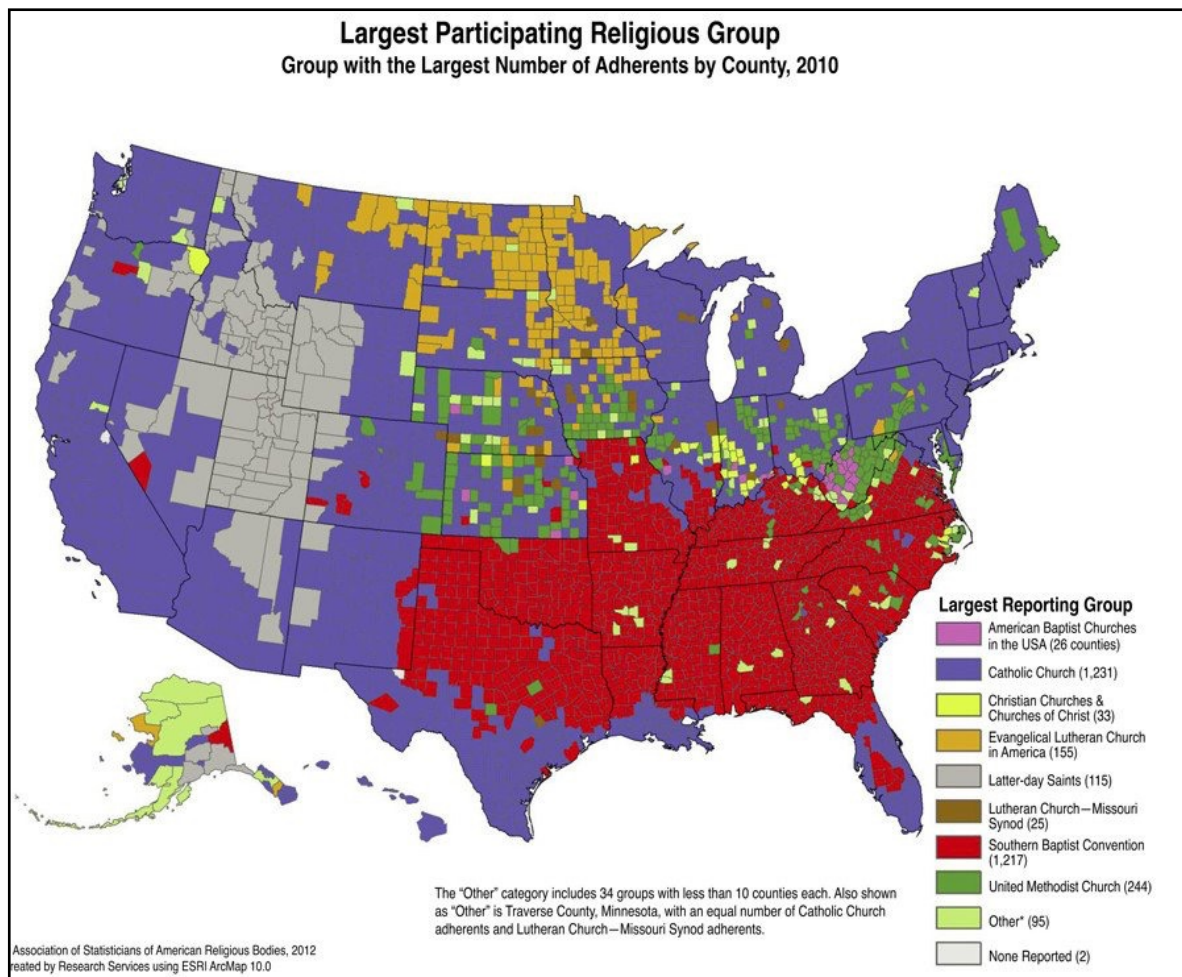 Largest Participating Religious Group
Group with the Largest Number of Adherents by County, 2010
Largest Reporting Group
American Baptist Churches
in the USA (26 counties)
Catholic Church (1,231)
Christian Churches &
Churches of Christ (33)
Evangelical Lutheran Church
in America (155)
Latter-day Saints (115)
Lutheran Church—Missouri
Synod (25)
Southern Baptist Convention
(1,217)
United Methodist Church (244)
Other* (95)
None Reported (2)
The “Other” category includes 34 groups with less than 10 counties each. Also shown
as “Other” is Traverse County, Minnesota, with an equal number of Catholic Church
adherents and Lutheran Church—Missouri Synod adherents.
Association of Statisticians of American Religious Bodies, 2012
reated by Research Services using ESRI ArcMap 10.0